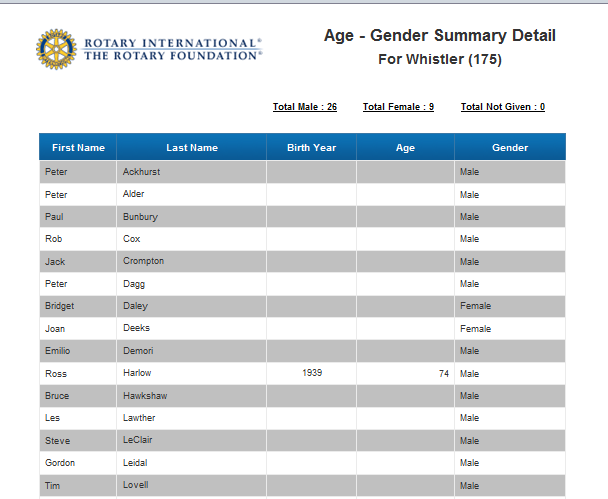 ROTARY INTERNATIONAL®
THE ROTARY FOUNDATION®
Age - Gender Summary Detail
For Whistler (175)
Total Male : 26 Total Female : 9 Total Not Given : 0
First Name Last Name Birth Year Age Gender
Peter Ackhurst Male
Peter Alder Male
Paul Bunbury Male
Rob Cox Male
Jack Crompton Male
Peter Dagg Male
Bridget Daley Female
Joan Deeks Female
Emilio Demori Male
Ross Harlow 1939 74 Male
Bruce Hawkshaw Male
Les Lawther Male
Steve LeClair Male
Gordon Leidal Male
Tim Lovell Male